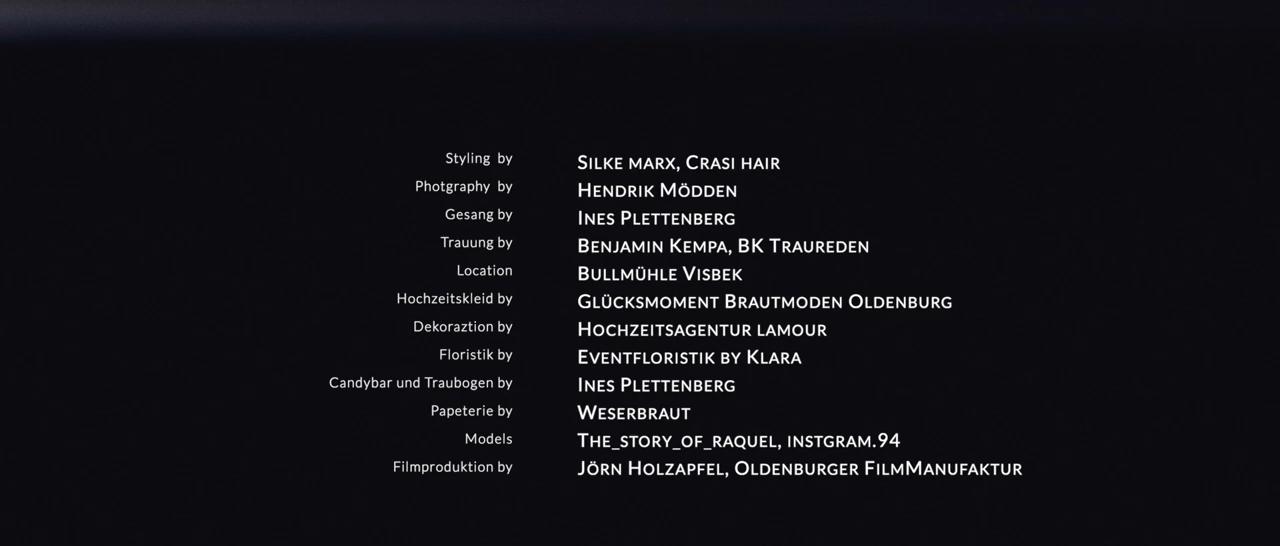 Styling by Silke marx, Crasi hair
Photgraphy by Hendrik Mödden
Gesang by Ines Plettenberg
Trauung by Benjamin Kempa, BK Traureden
Location Bullmühle Visbek
Hochzeitskleid by Glücksmoment Brautmoden Oldenburg
Dekoraztion by Hochzeitsagentur lamour
Floristik by Eventfloristik by Klara
Candybar und Traubogen by Ines Plettenberg
Papeterie by Weserbraut
Models The_story_of_raquel, instgram.94
Filmproduktion by Jörn Holzapfel, Oldenburger FilmManufaktur